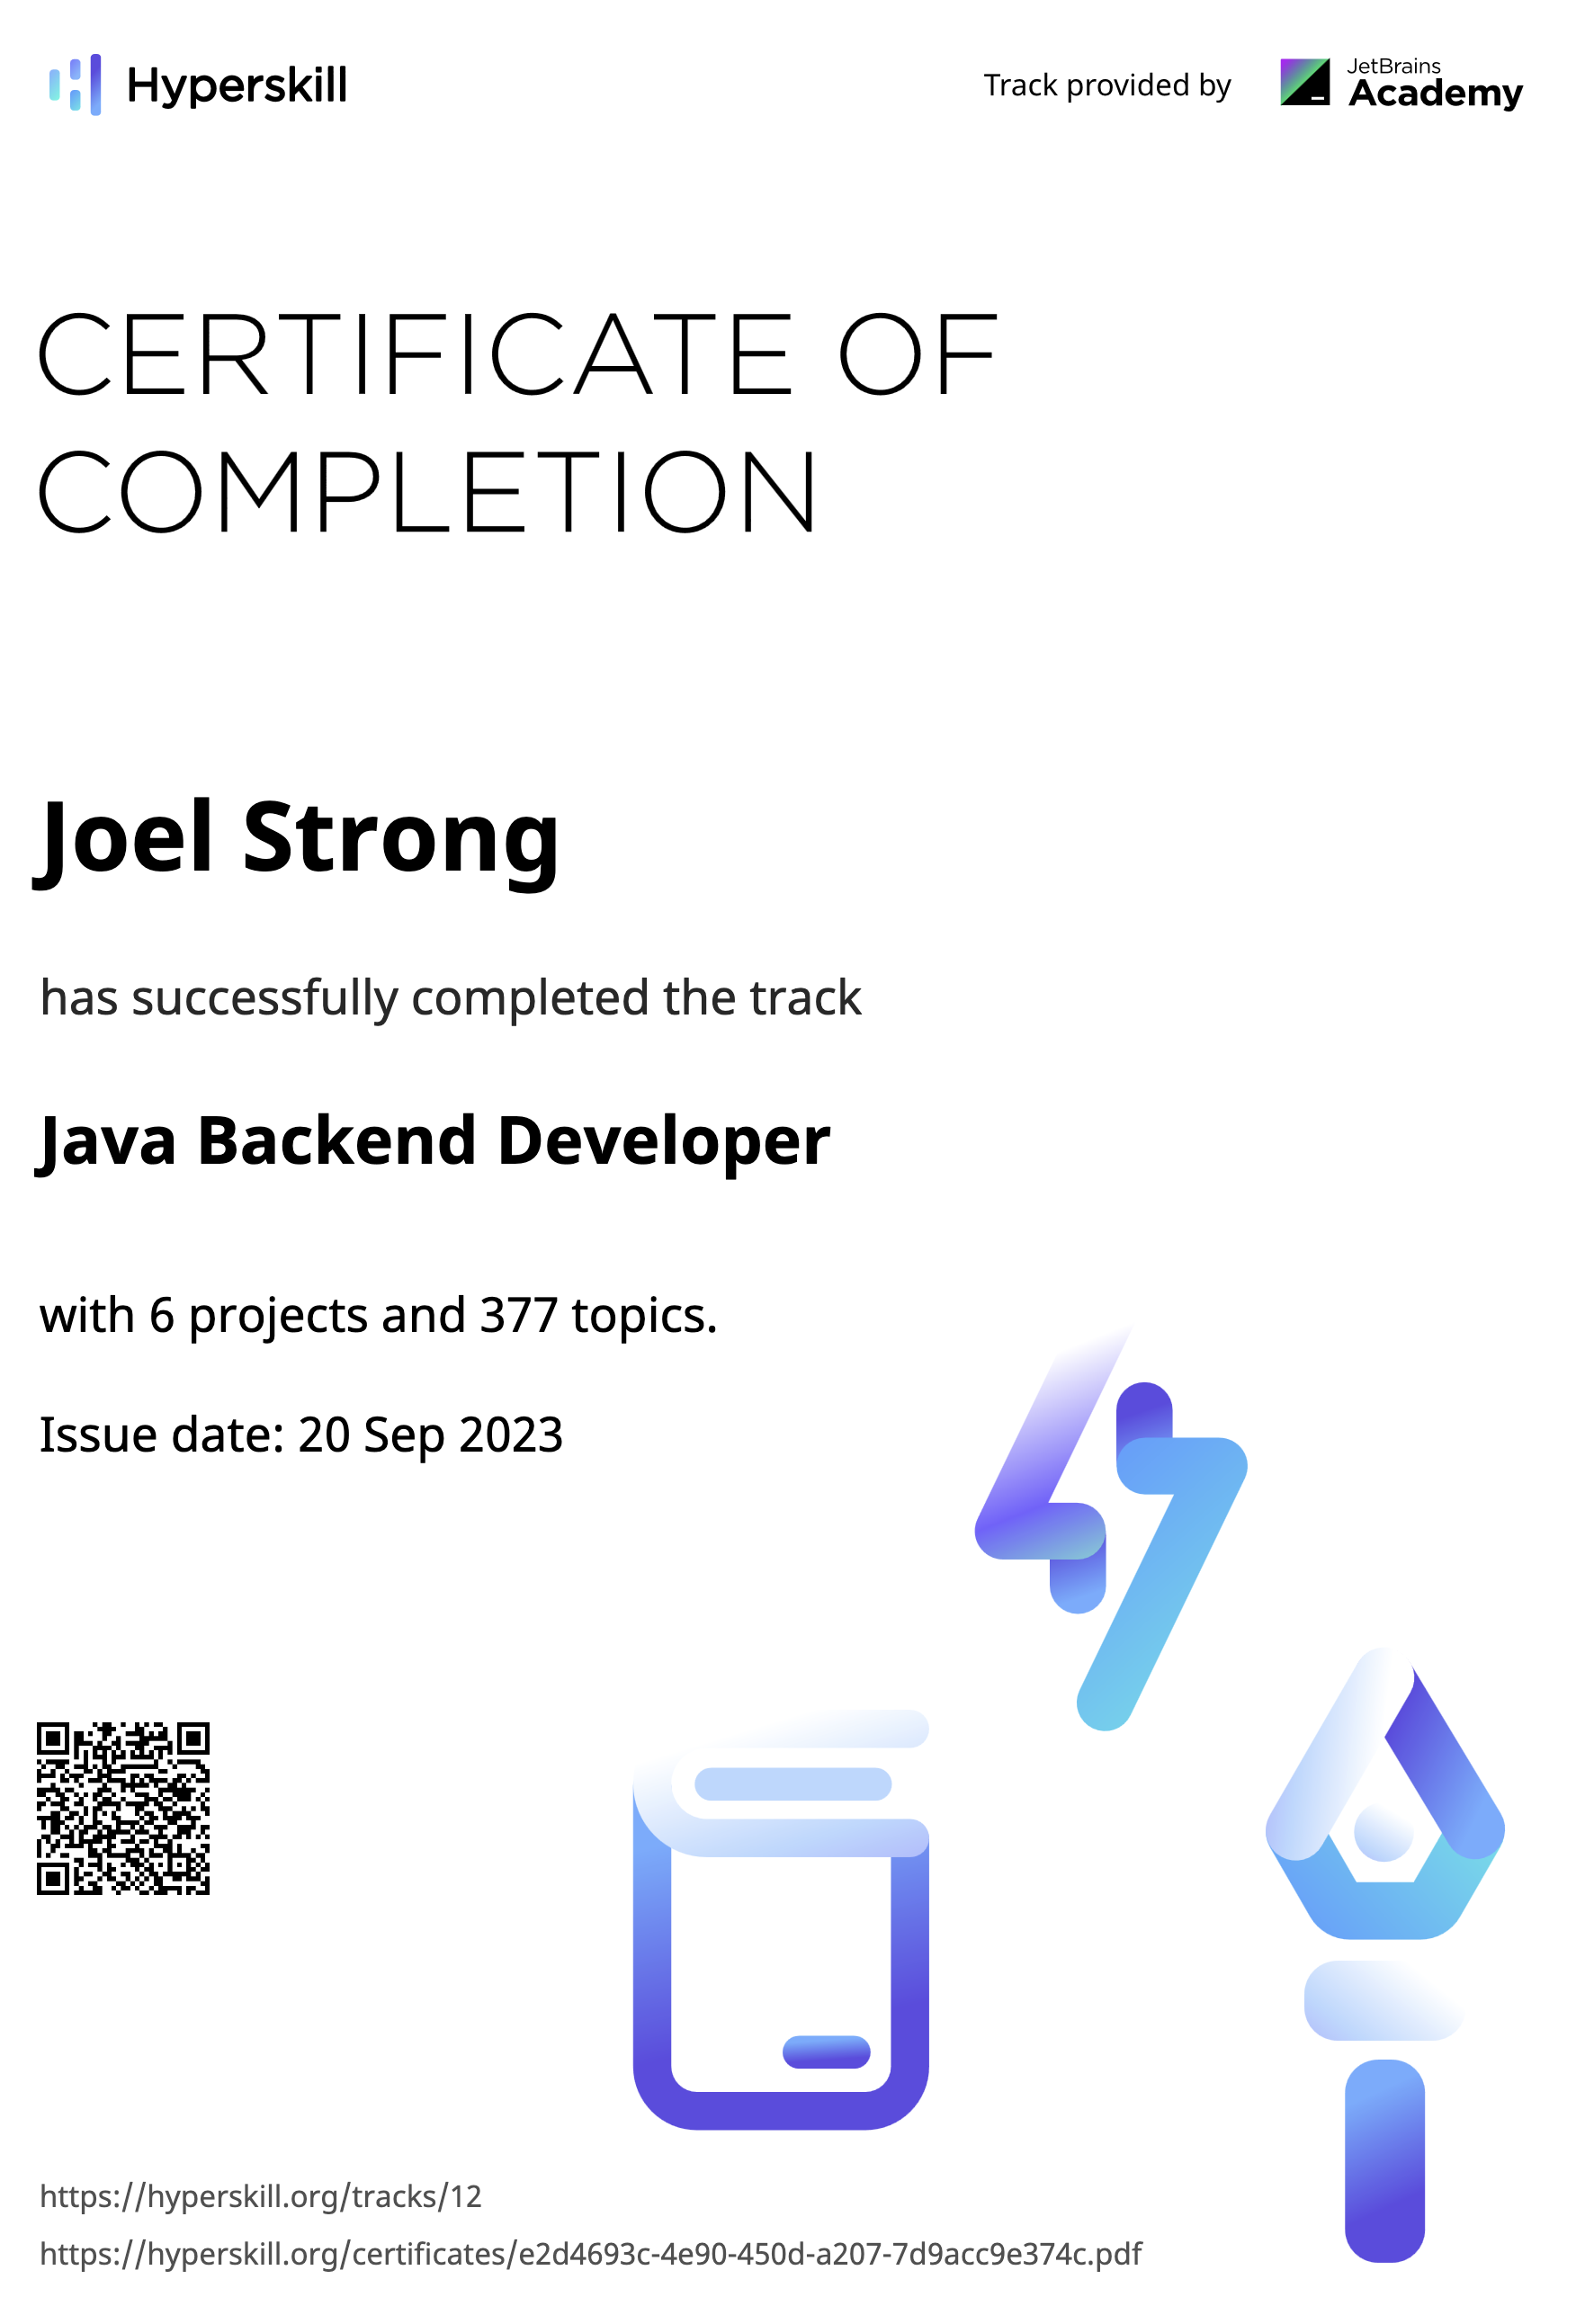 Hyperskill
Track provided by
JetBrains
Academy
CERTIFICATE OF
COMPLETION
Joel Strong
has successfully completed the track
Java Backend Developer
with 6 projects and 377 topics.
Issue date: 20 Sep 2023
https://hyperskill.org/tracks/12
https://hyperskill.org/certificates/e2d4693c-4e90-450d-a207-7d9acc9e374c.pdf